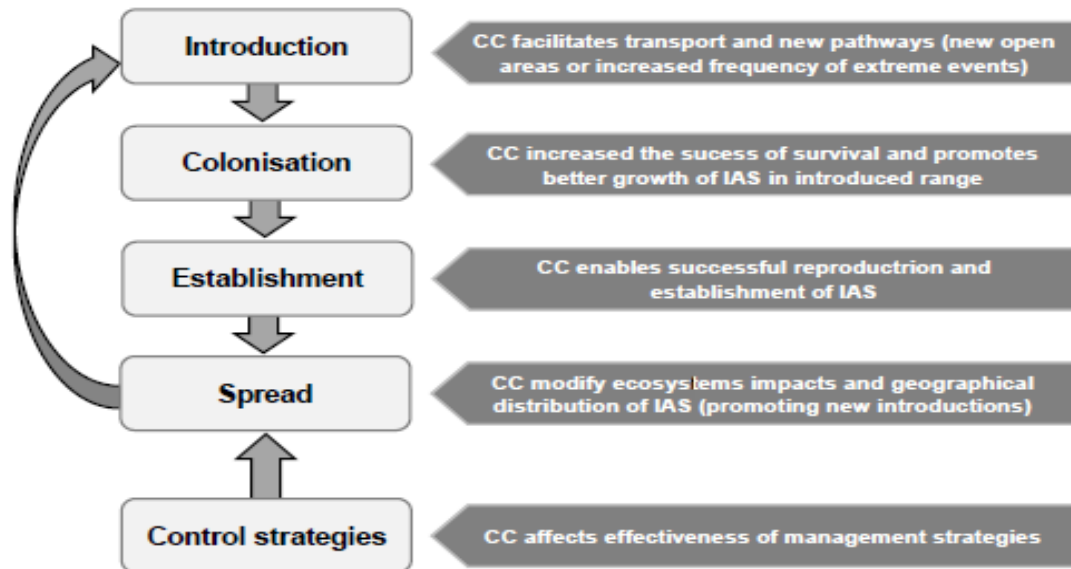 Introduction
CC facilitates transport and new pathways (new open
areas or increased frequency of extreme events)
Colonisation
CC increased the sucess of survival and promotes
better growth of IAS in introduced range
Establishment
CC enables successful reproductrion and
establishment of IAS
Spread
CC modify ecosystems impacts and geographical
distribution of IAS (promoting new introductions)
Control strategies
CC affects effectiveness of management strategies